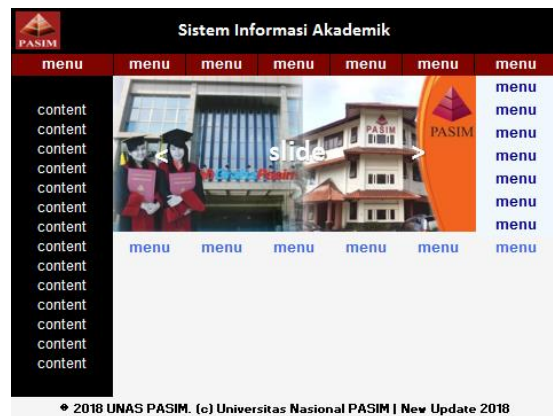 PASIM
Sistem Informasi Akademik
menu menu menu menu menu menu menu
content
content
content
content
content
content
content
content
content
content
content
content
content
content
< slide >
PASIM
PASIM
menu
menu
menu
menu
menu
menu
menu
menu menu menu menu menu menu menu
© 2018 UNAS PASIM. (c) Universitas Nasional PASIM | New Update 2018